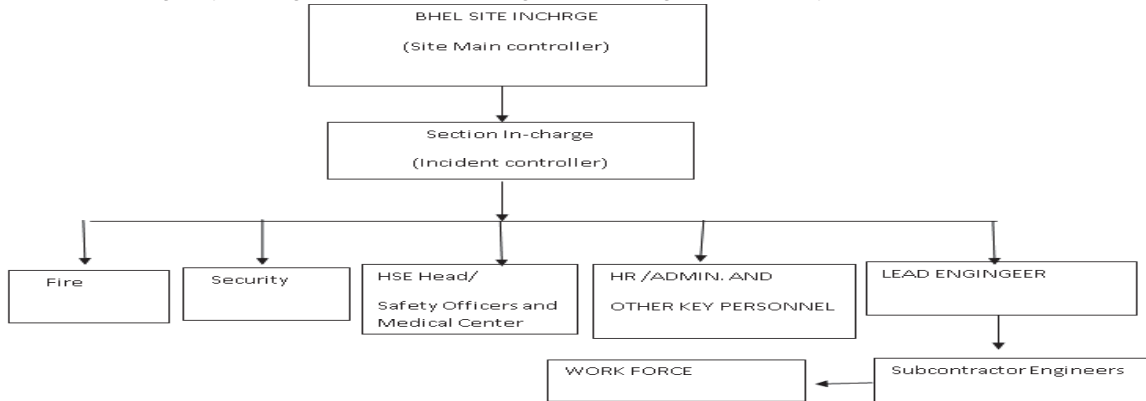 BHEL SITE INCHRGE
(Site Main controller)
Section In-charge
(Incident controller)
Fire
Security
HSE Head/
Safety Officers and
Medical Center
HR /ADMIN. AND
OTHER KEY PERSONNEL
LEAD ENGINGEER
Subcontractor Engineers
WORK FORCE